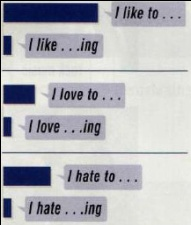 I like to . . .
I like . . .ing
I love to . . .
I love . . .ing
I hate to . . .
I hate . . .ing